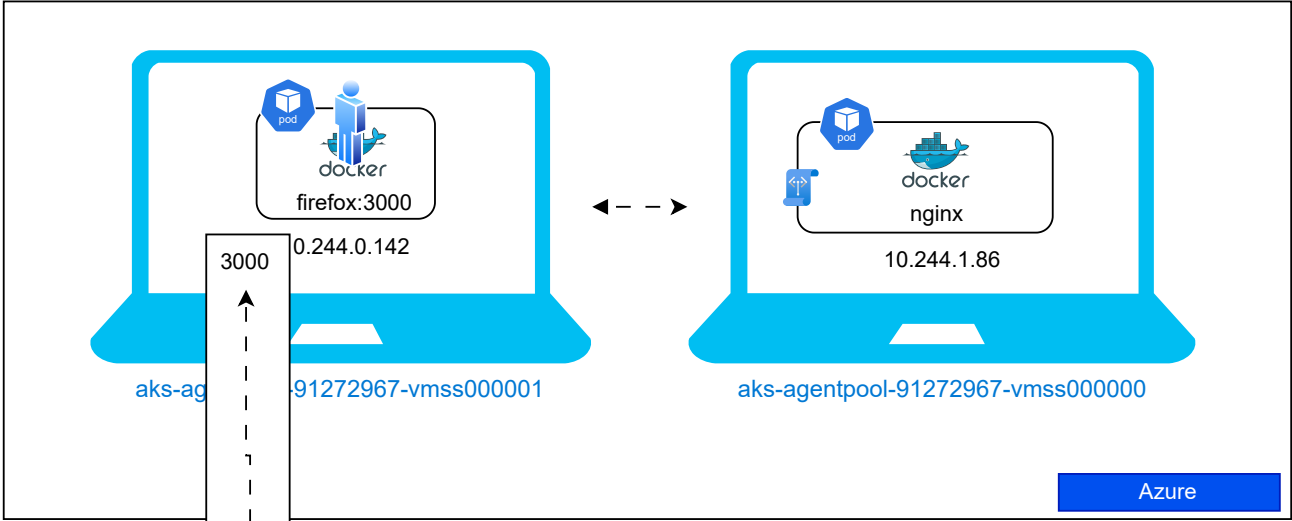 pod
docker
firefox:3000
0.244.0.142
3000
aks-ag
-91272967-vmss000001
pod
docker
nginx
10.244.1.86
aks-agentpool-91272967-vmss000000
Azure